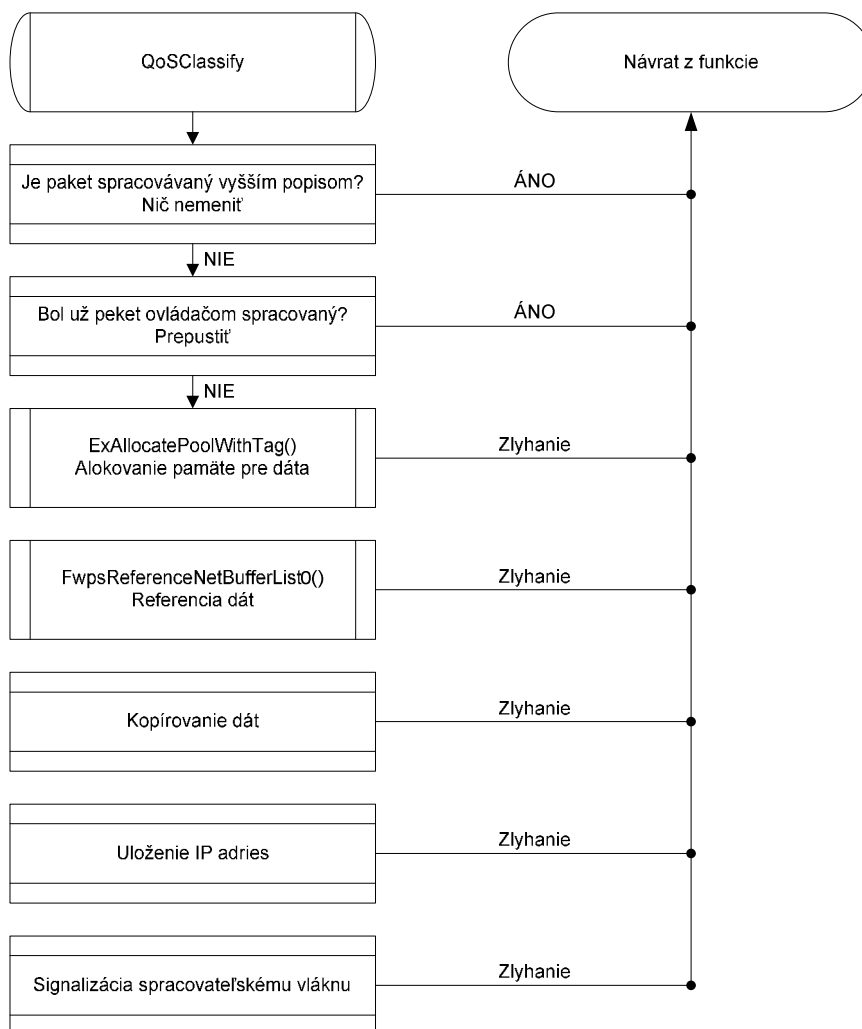 QoSClassify
Návrat z funkcie
Je paket spracovávaný vyšším popisom?
Nič nemeniť
ÁNO
NIE
Bol už peket ovládačom spracovaný?
Prepustiť
ÁNO
NIE
ExAllocatePoolWithTag()
Alokovanie pamäte pre dáta
Zlyhanie
FwpsReferenceNetBufferList0()
Referencia dát
Zlyhanie
Kopírovanie dát
Zlyhanie
Uloženie IP adries
Zlyhanie
Signalizácia spracovateľskému vláknu
Zlyhanie